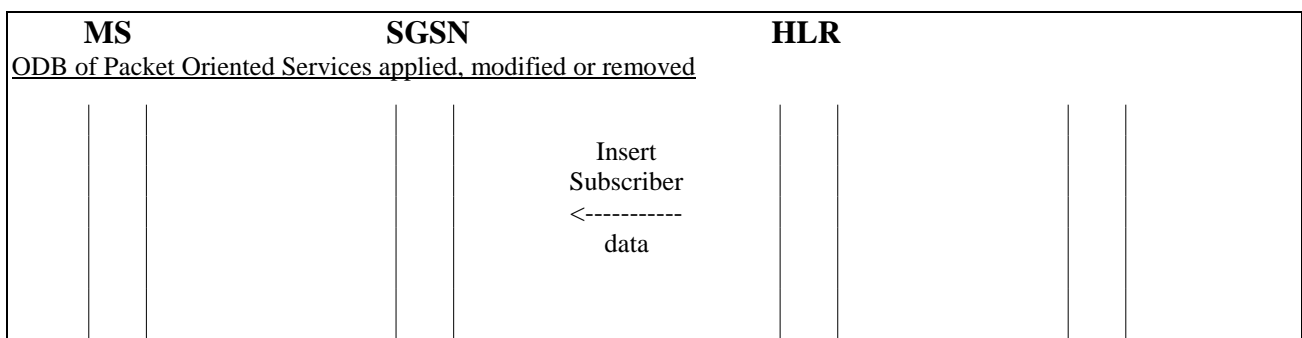 MS SGSN HLR
ODB of Packet Oriented Services applied, modified or removed
Insert
Subscriber
<-----------
data